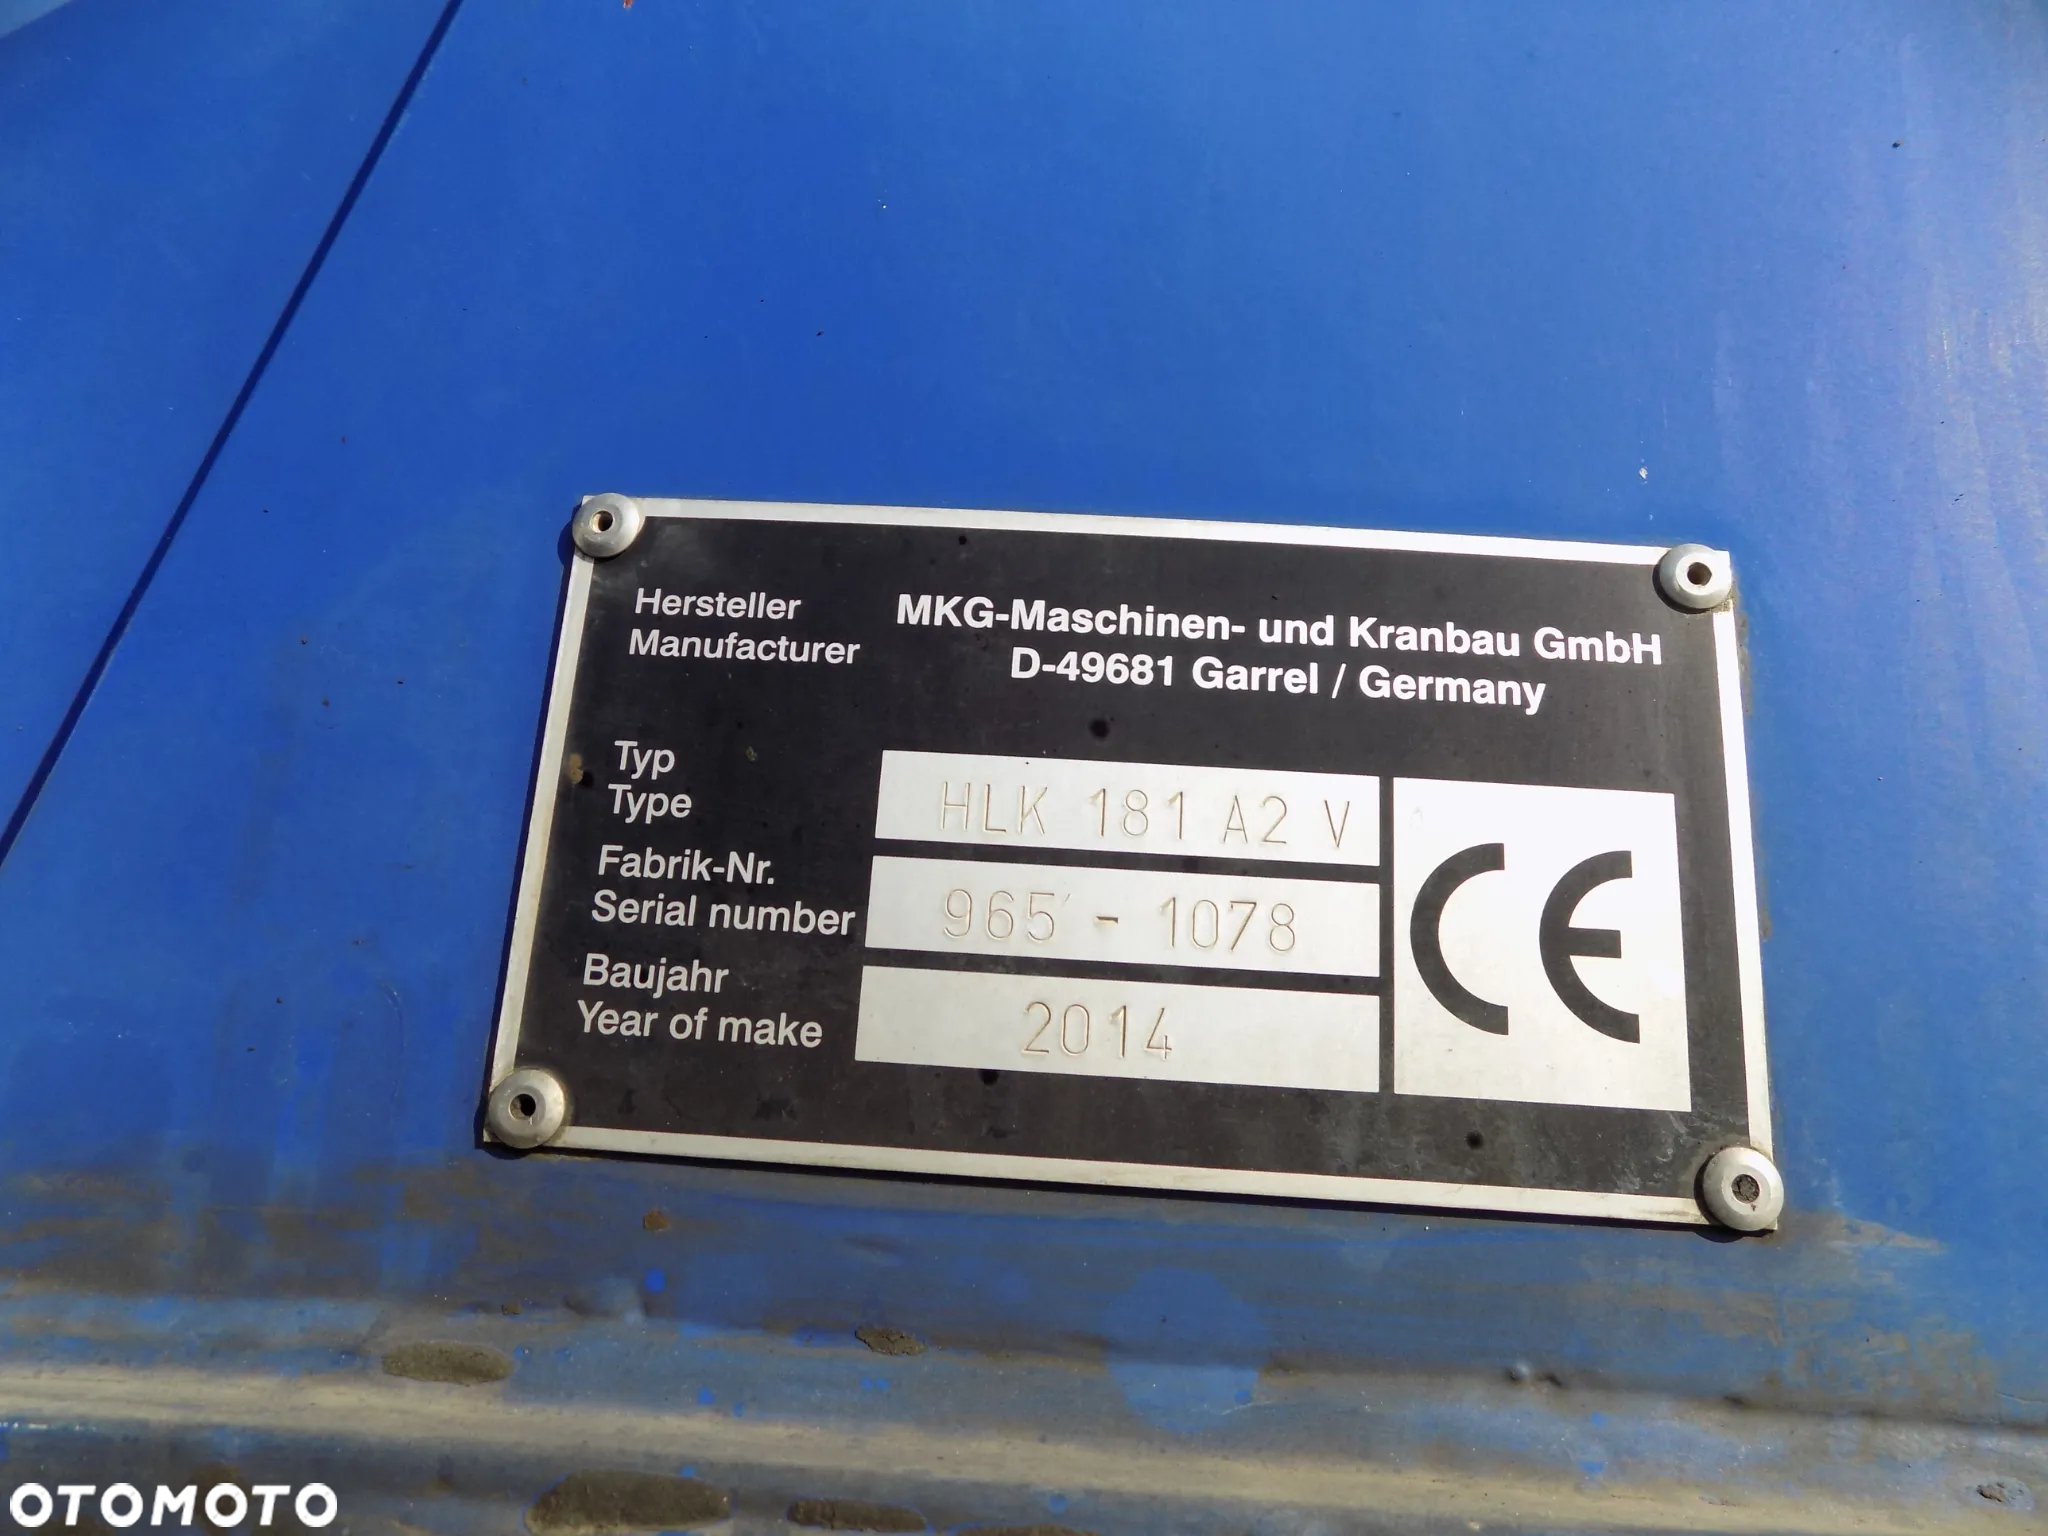 Hersteller
Manufacturer
MKG-Maschinen- und Kranbau GmbH
D-49681 Garrel / Germany
Typ
Type
HLK 181 A2 V
Fabrik-Nr.
Serial number
965 - 1078
Baujahr
Year of make
2014
CE
OTOMOTO